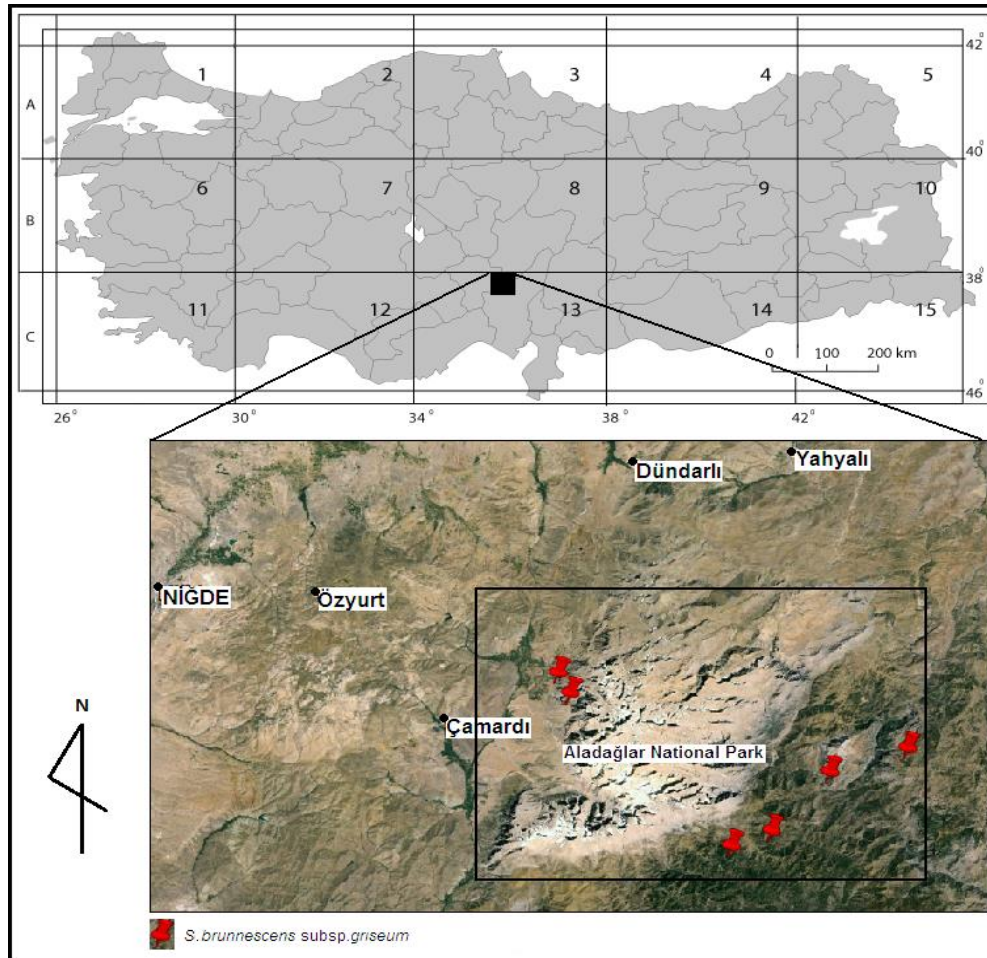 42°
1 2 3 4 5
A
40°
6 7 8 9 10
B
38°
11 12 13 14 15
C
0 100 200 km
46°
26° 30° 34° 38° 42°
Yahyalı
Dündarlı
NİĞDE
Özyurt
N
Çamardı
Aladağlar National Park
S.brunnescens subsp.griseum